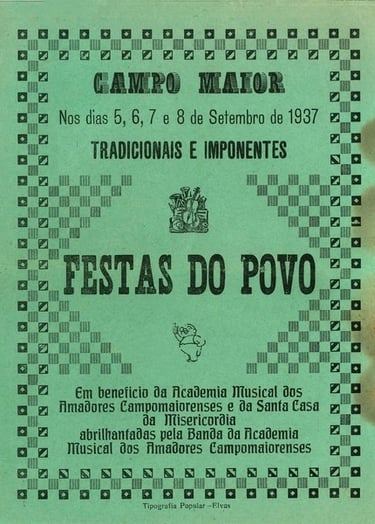 CAMPO MAIOR
Nos dias 5, 6, 7 e 8 de Setembro de 1937
TRADICIONAIS E IMPONENTES
FESTAS DO POVO
Em beneficio da Academia Musical dos
Amadores Campomaiorenses e da Santa Casa
da Misericordia
abrilhantadas pela Banda da Academia
Musical dos Amadores Campomaiorenses
Tipografia Popular –Elvas